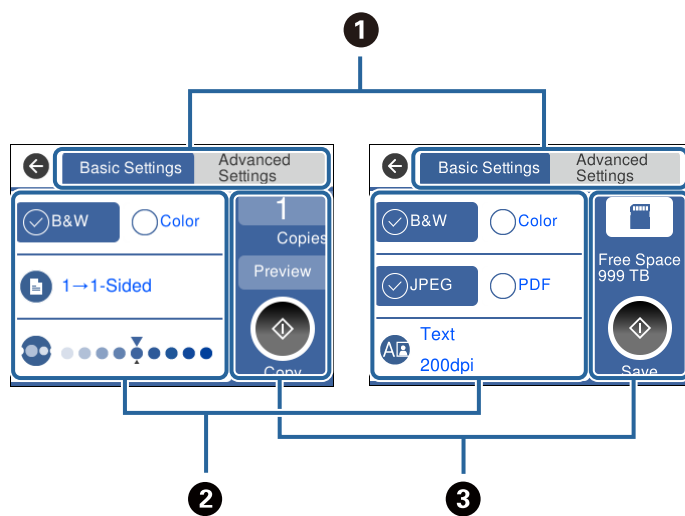 1
Basic Settings
Advanced
Settings
B&W
Color
1→1-Sided
1
Copies
Preview
Copy
Basic Settings
Advanced
Settings
B&W
Color
JPEG
PDF
A
Text
200dpi
Free Space
999 TB
Save
2
3